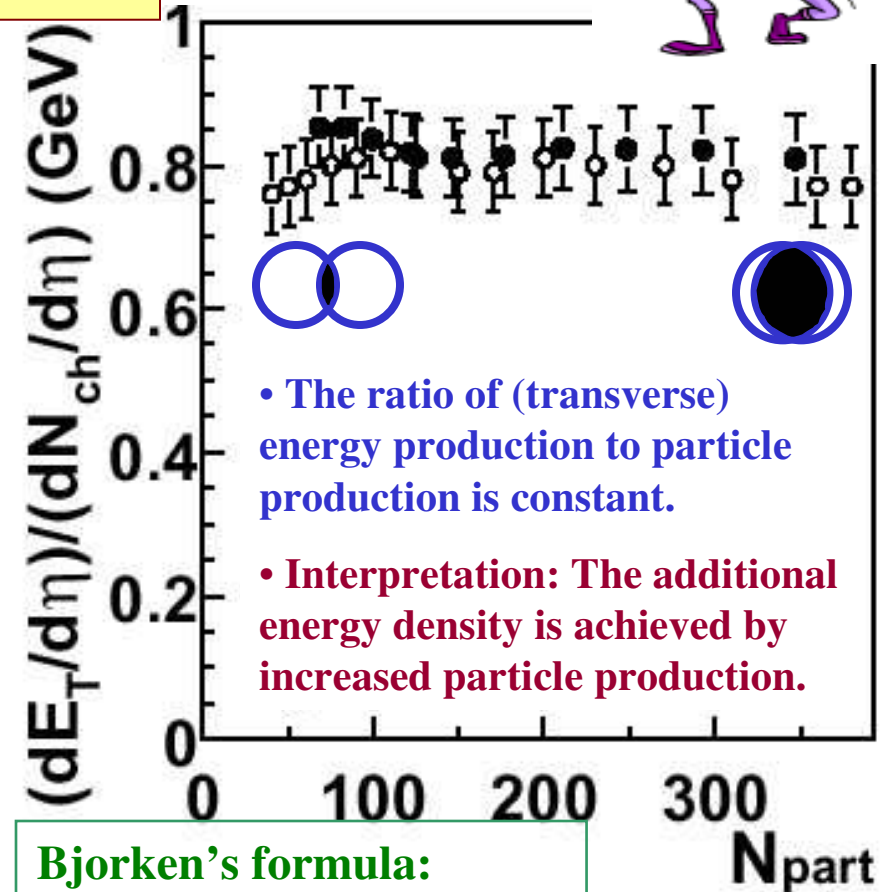 (dE_T/dη)/(dN_ch/dη) (GeV)
1
0.8
0.6
0.4
0.2
0
0 100 200 300
Npart
• The ratio of (transverse)
energy production to particle
production is constant.
• Interpretation: The additional
energy density is achieved by
increased particle production.
Bjorken's formula: